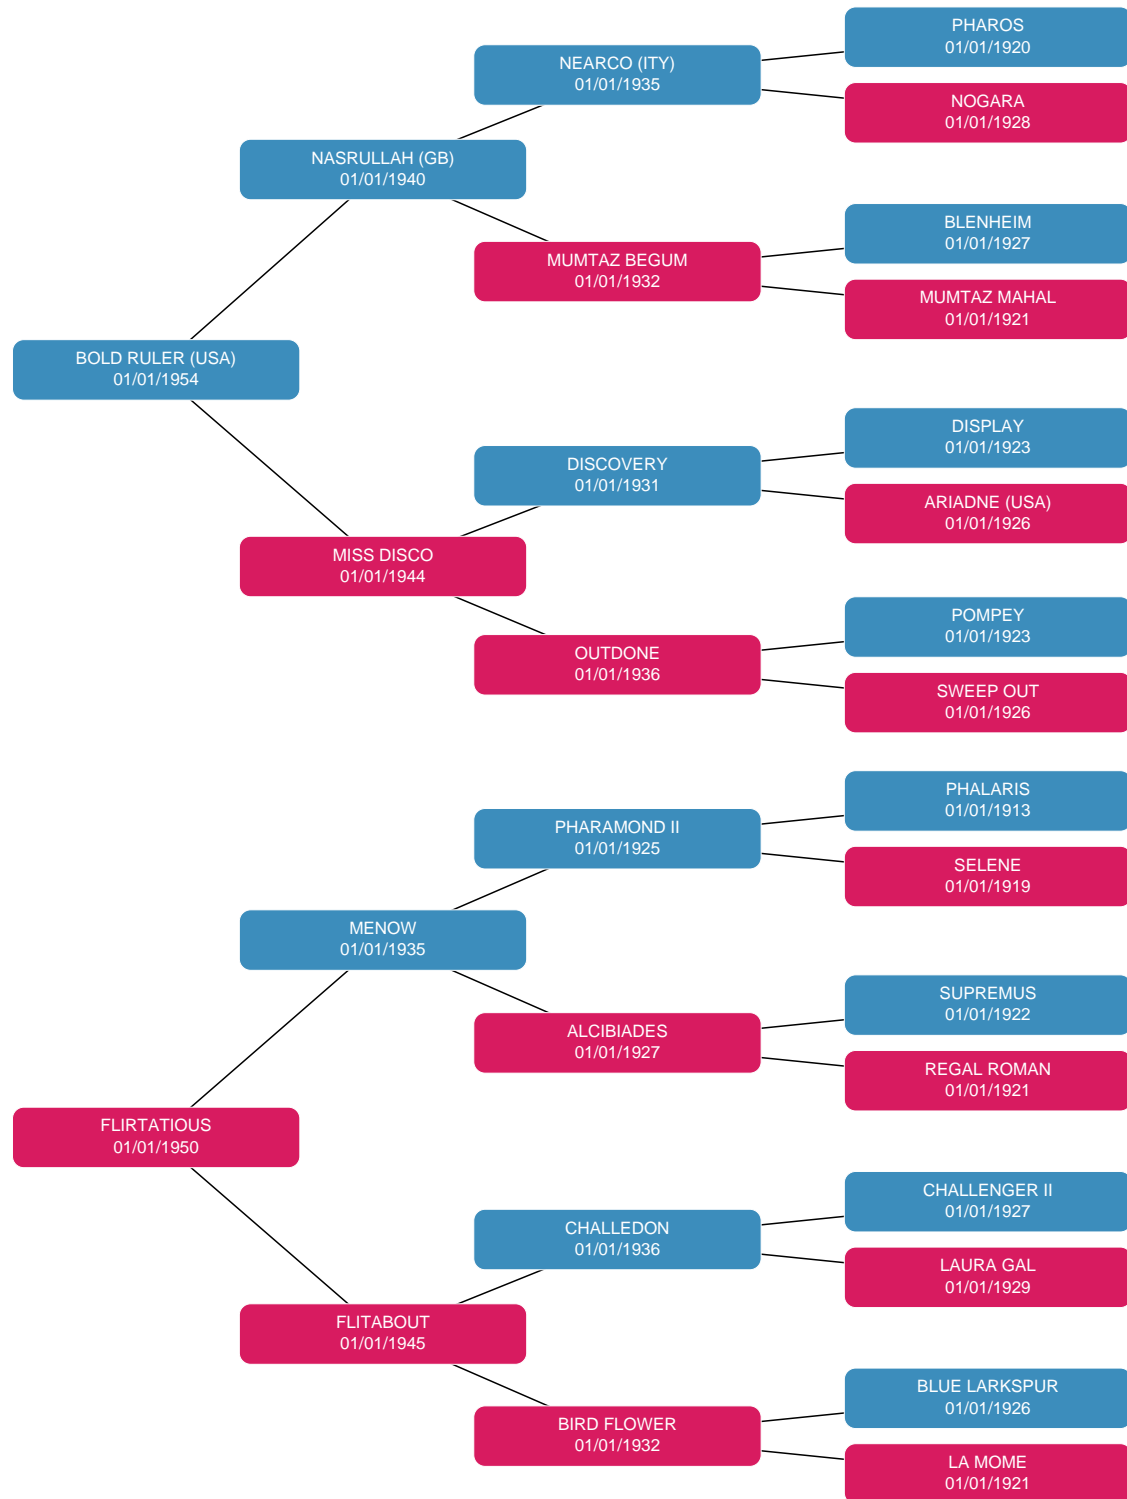 PHAROS
01/01/1920
NEARCO (ITY)
01/01/1935
NOGARA
01/01/1928
NASRULLAH (GB)
01/01/1940
BLENHEIM
01/01/1927
MUMTAZ BEGUM
01/01/1932
MUMTAZ MAHAL
01/01/1921
BOLD RULER (USA)
01/01/1954
DISPLAY
01/01/1923
DISCOVERY
01/01/1931
ARIADNE (USA)
01/01/1926
MISS DISCO
01/01/1944
POMPEY
01/01/1923
OUTDONE
01/01/1936
SWEEP OUT
01/01/1926
PHALARIS
01/01/1913
PHARAMOND II
01/01/1925
SELENE
01/01/1919
MENOW
01/01/1935
SUPREMUS
01/01/1922
ALCIBIADES
01/01/1927
REGAL ROMAN
01/01/1921
FLIRTATIOUS
01/01/1950
CHALLENGER II
01/01/1927
CHALLEDON
01/01/1936
LAURA GAL
01/01/1929
FLITABOUT
01/01/1945
BLUE LARKSPUR
01/01/1926
BIRD FLOWER
01/01/1932
LA MOME
01/01/1921